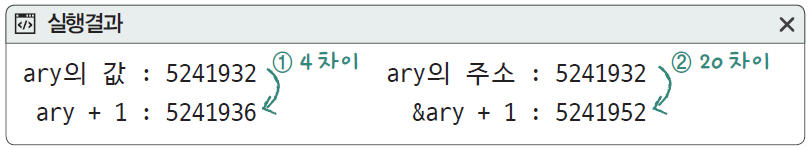 실행결과
ary의 값 : 5241932 ① 4 차이 ary의 주소 : 5241932 ② 20 차이
ary + 1 : 5241936 &ary + 1 : 5241952